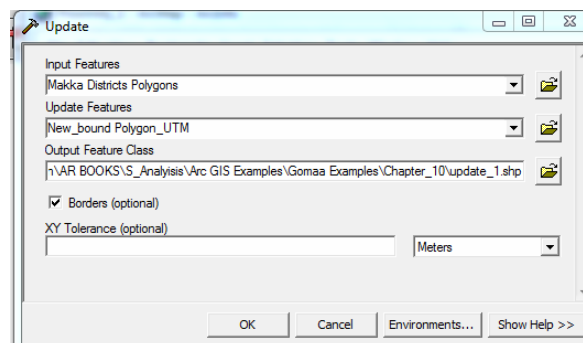 Update
Input Features
Makka Districts Polygons
Update Features
New_bound Polygon_UTM
Output Feature Class
\AR BOOKS\S_Analyisis\Arc GIS Examples\Gomaa Examples\Chapter_10\update_1.shp
Borders (optional)
XY Tolerance (optional)
Meters
OK Cancel Environments... Show Help >>